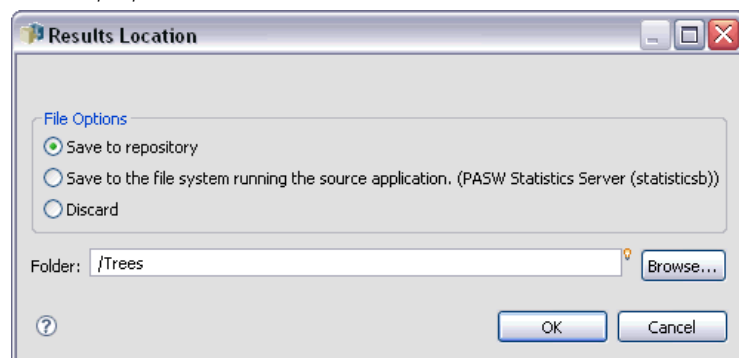 Results Location
File Options
Save to repository
Save to the file system running the source application. (PASW Statistics Server (statisticsb))
Discard
Folder: /Trees Browse...
? OK Cancel